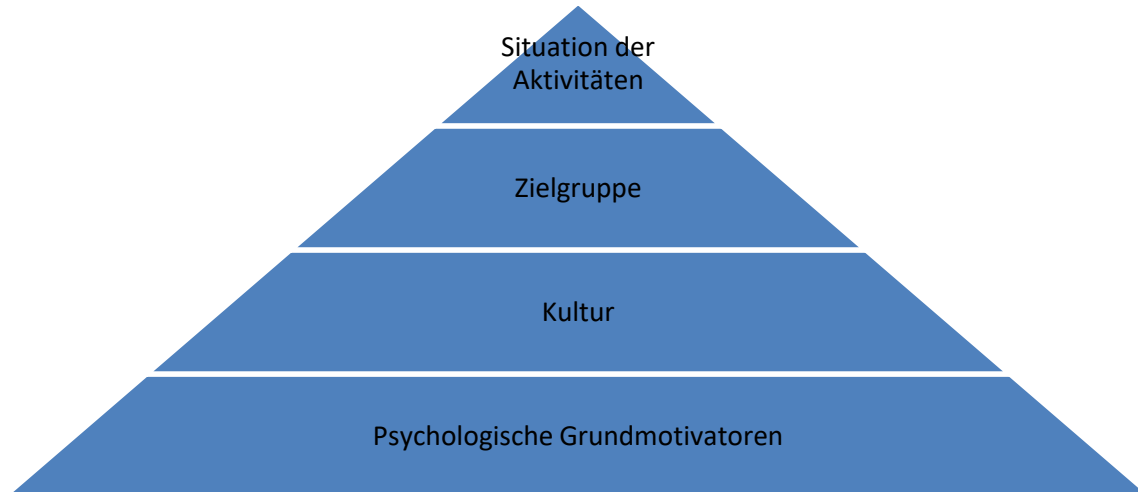 Situation der
Aktivitäten
Zielgruppe
Kultur
Psychologische Grundmotivatoren